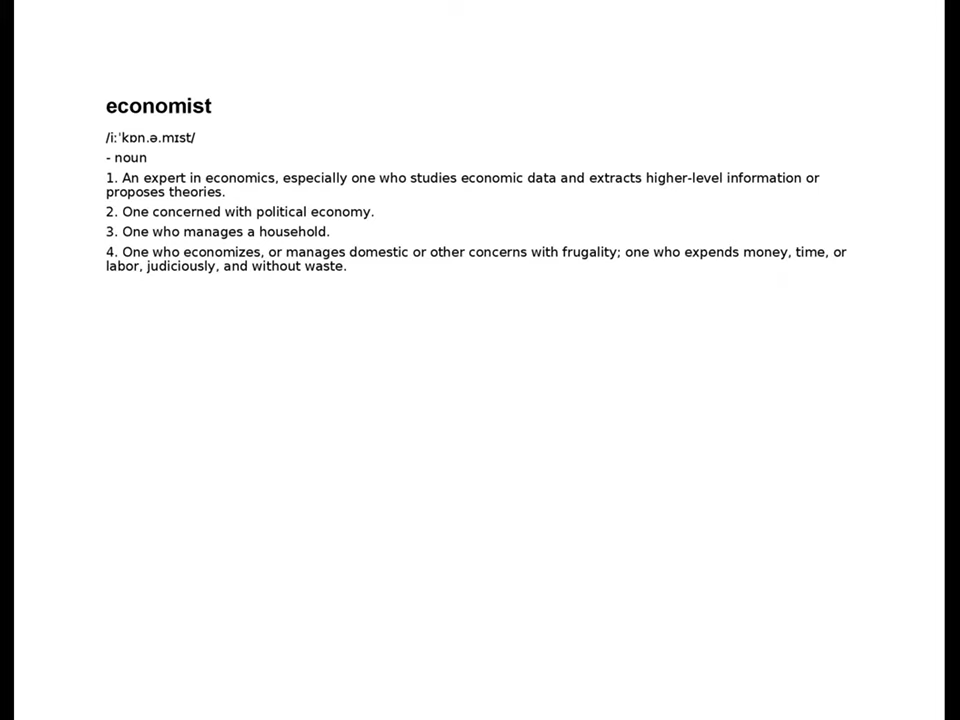 economist
/iːˈkɒn.ə.mɪst/
- noun
1. An expert in economics, especially one who studies economic data and extracts higher-level information or
proposes theories.
2. One concerned with political economy.
3. One who manages a household.
4. One who economizes, or manages domestic or other concerns with frugality; one who expends money, time, or
labor, judiciously, and without waste.